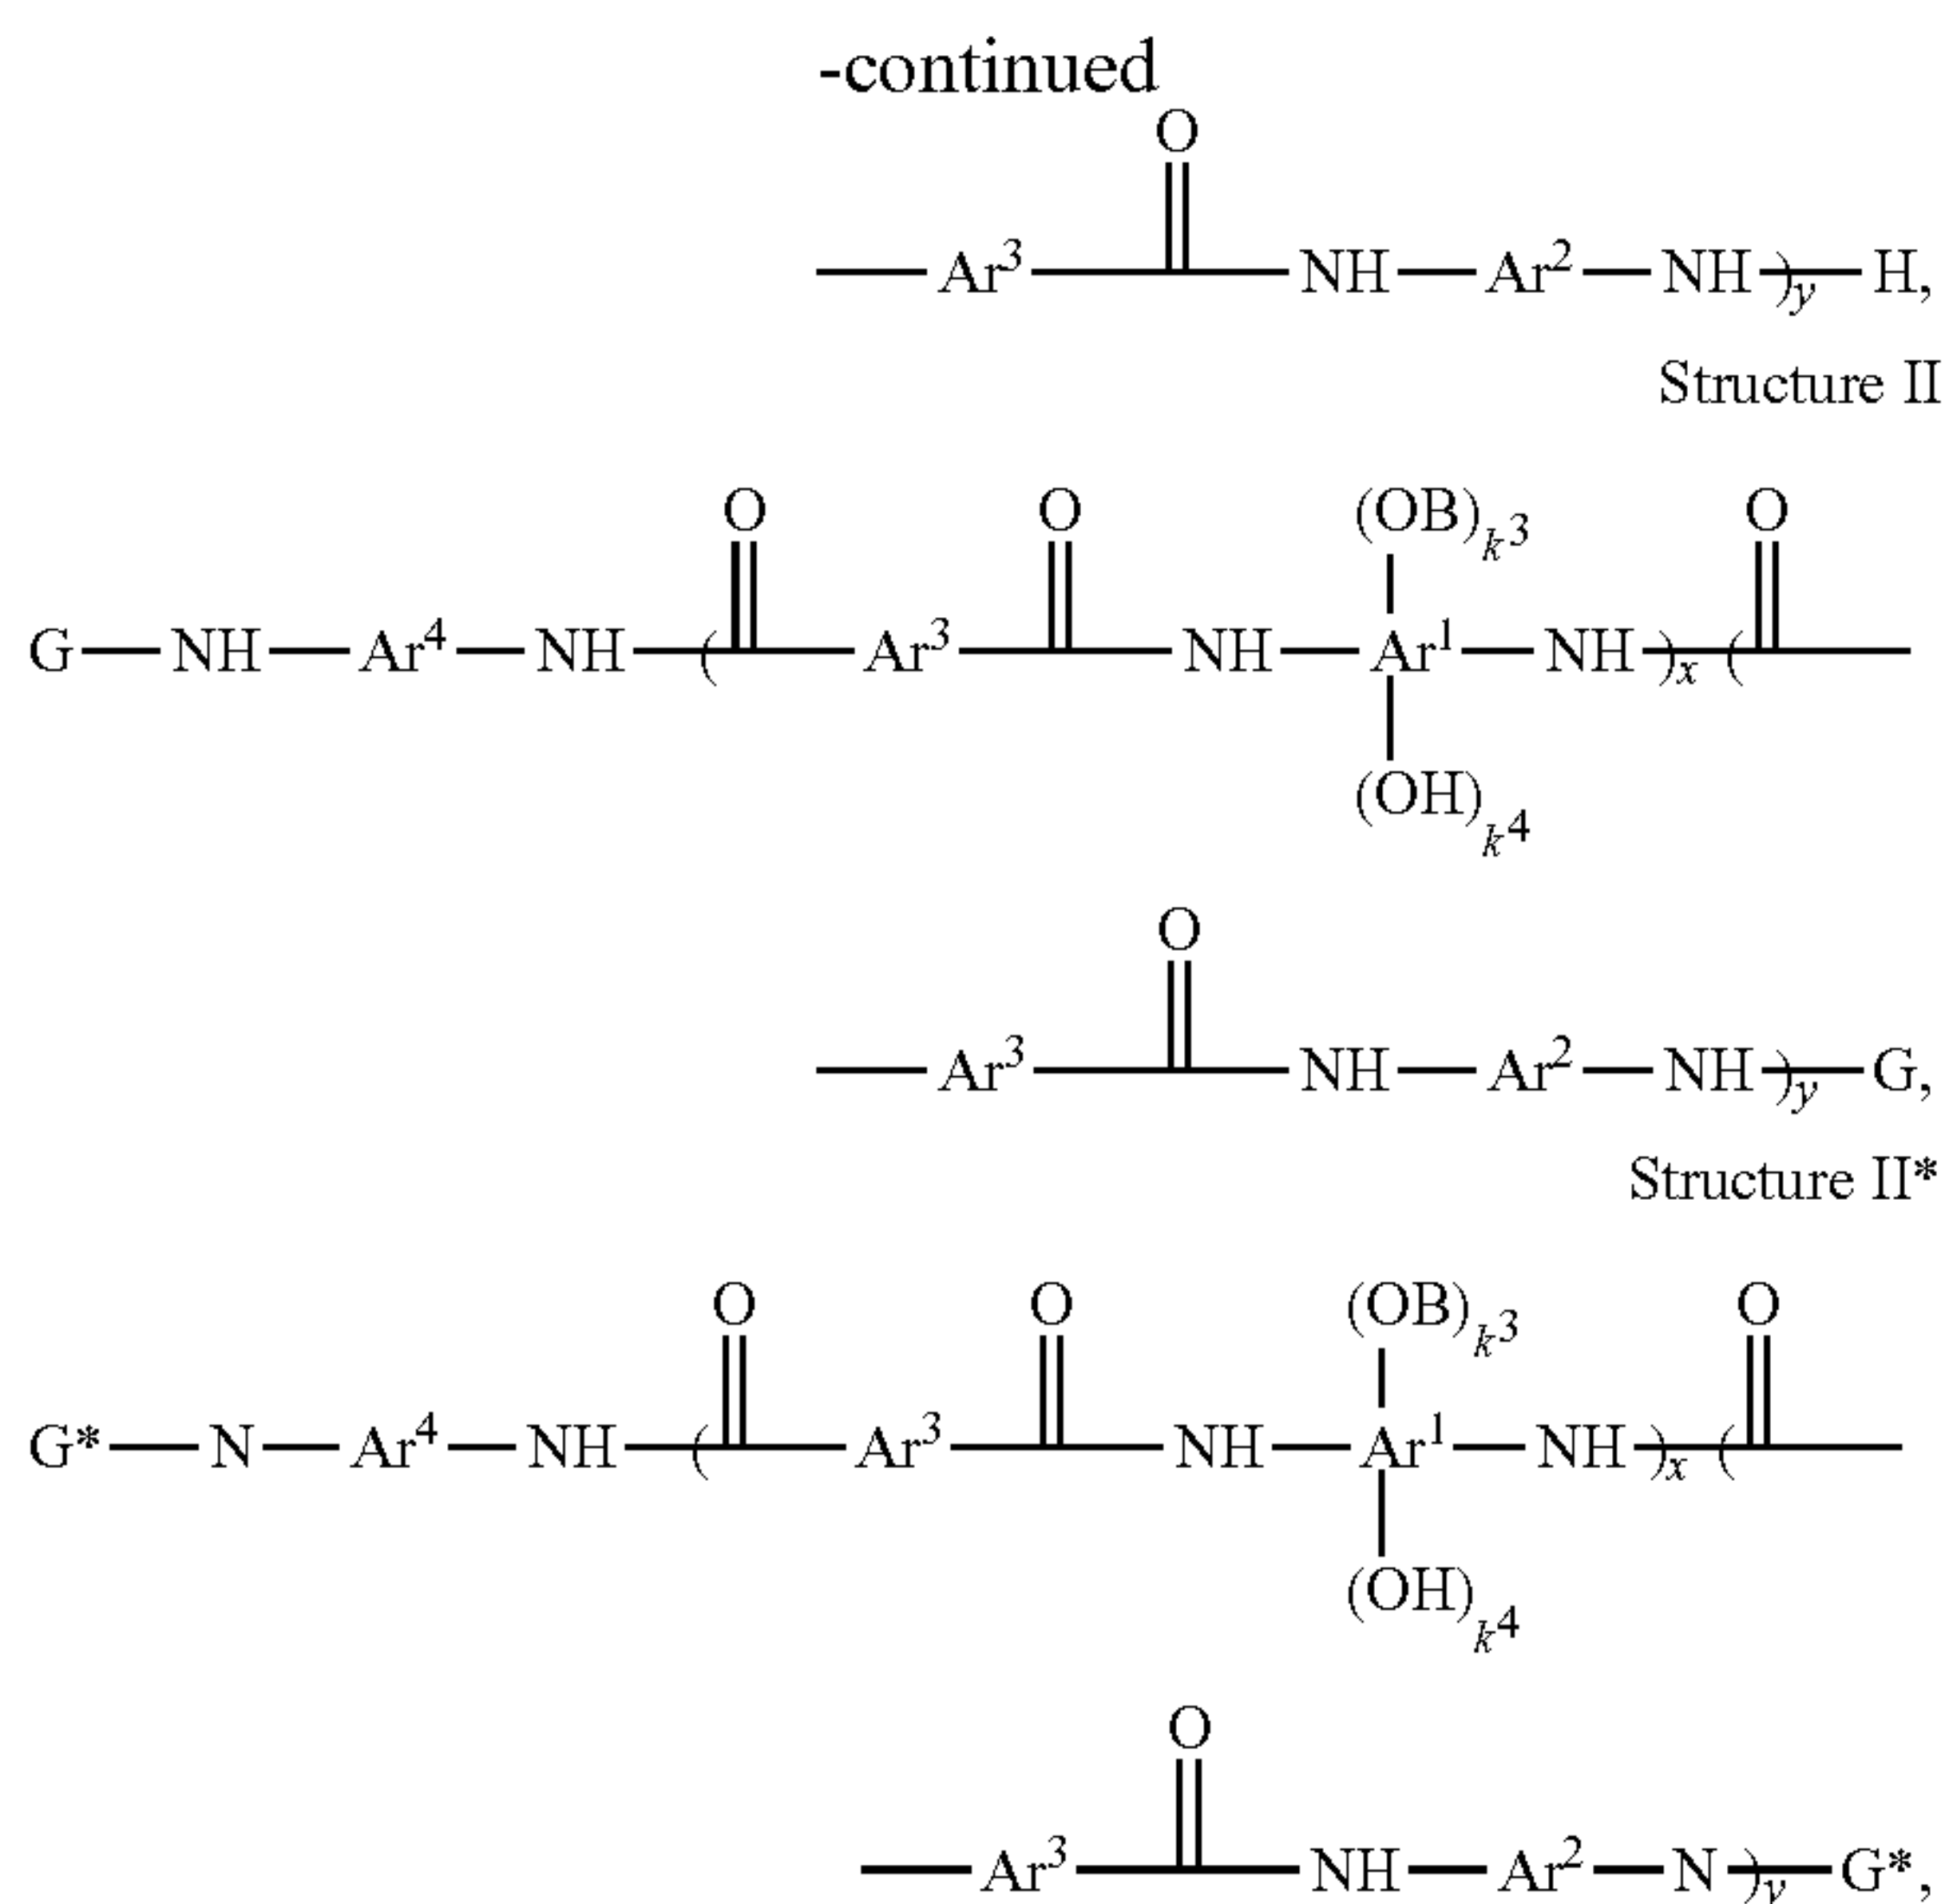 -continued
O
Ar³ NH Ar² NH )y H,
Structure II
O O (OB)k³ O
G NH Ar⁴ NH ( Ar³ NH Ar¹ NH )x (
(OH)k⁴
O
Ar³ NH Ar² NH )y G,
Structure II*
O O (OB)k³ O
G* N Ar⁴ NH ( Ar³ NH Ar¹ NH )x (
(OH)k⁴
O
Ar³ NH Ar² N )y G*,